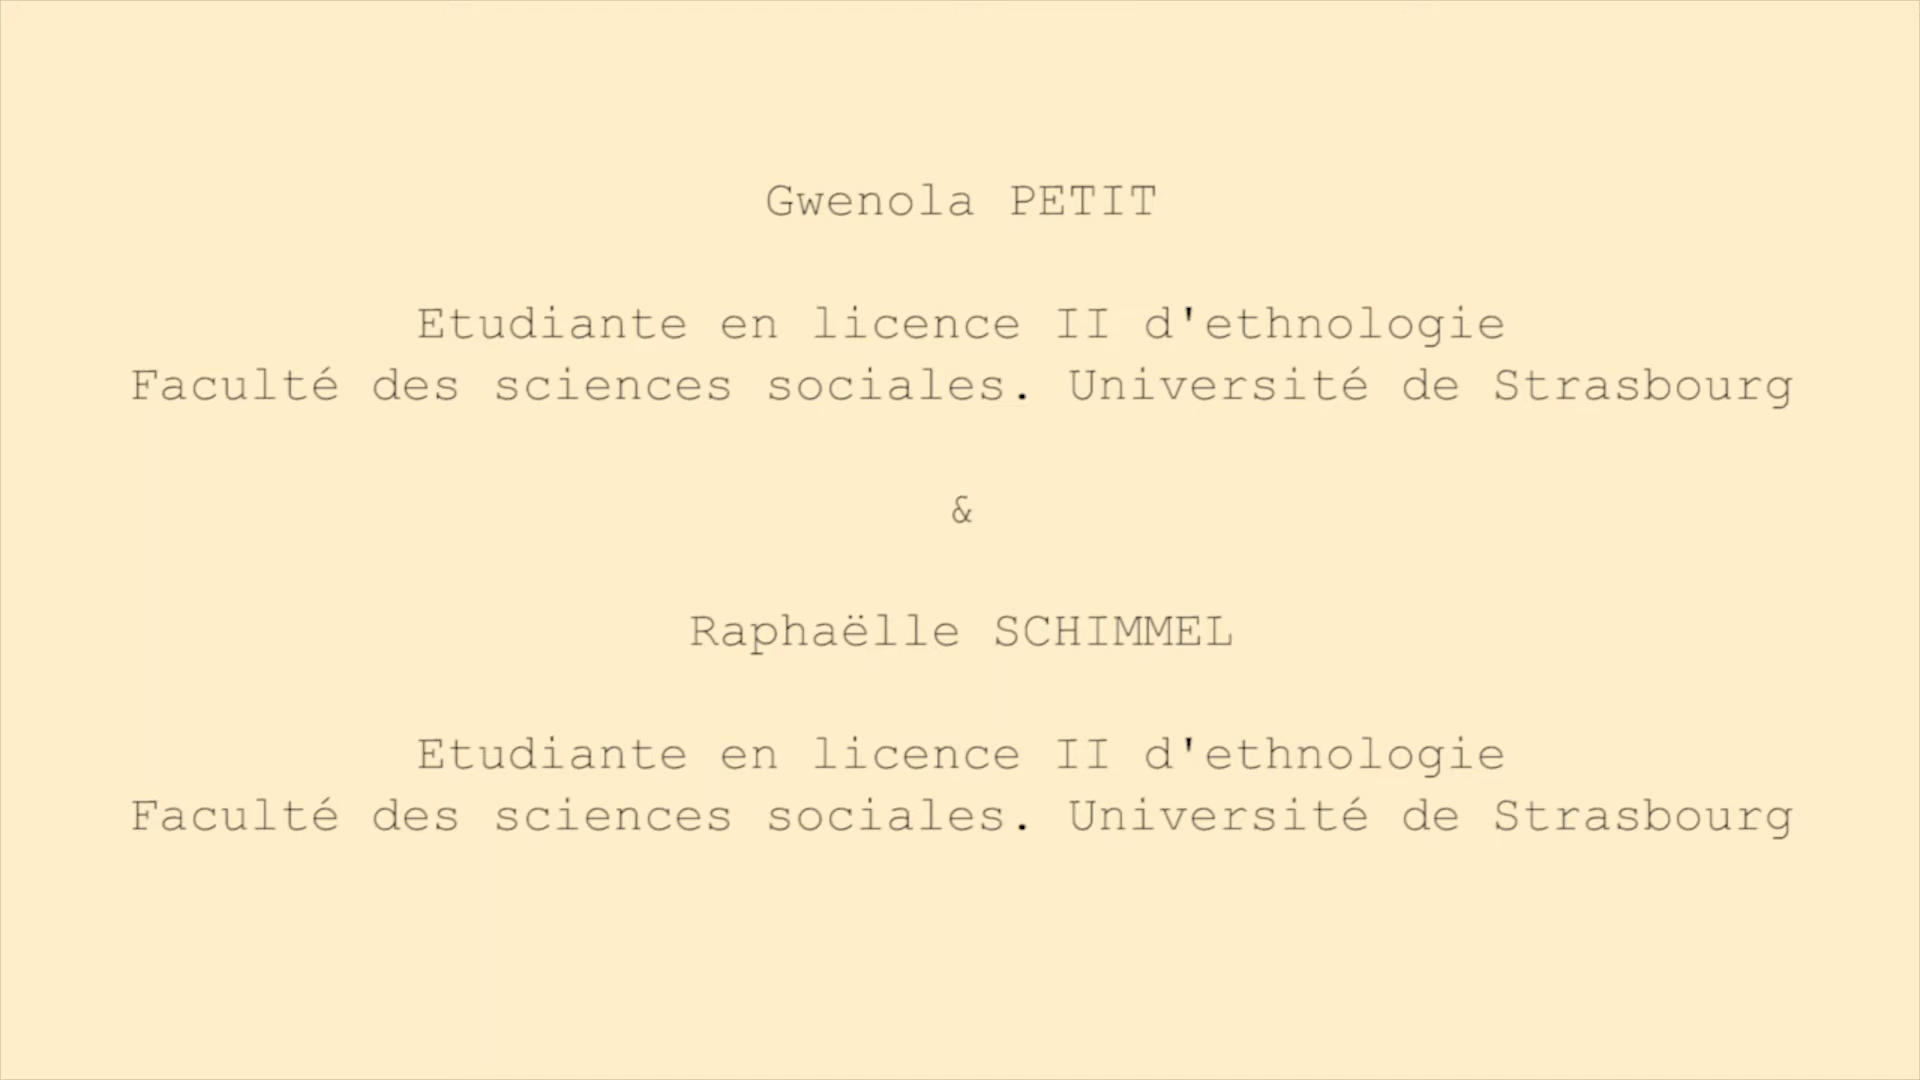 Gwenola PETIT
Etudiante en licence II d'ethnologie
Faculté des sciences sociales. Université de Strasbourg
&
Raphaëlle SCHIMMEL
Etudiante en licence II d'ethnologie
Faculté des sciences sociales. Université de Strasbourg